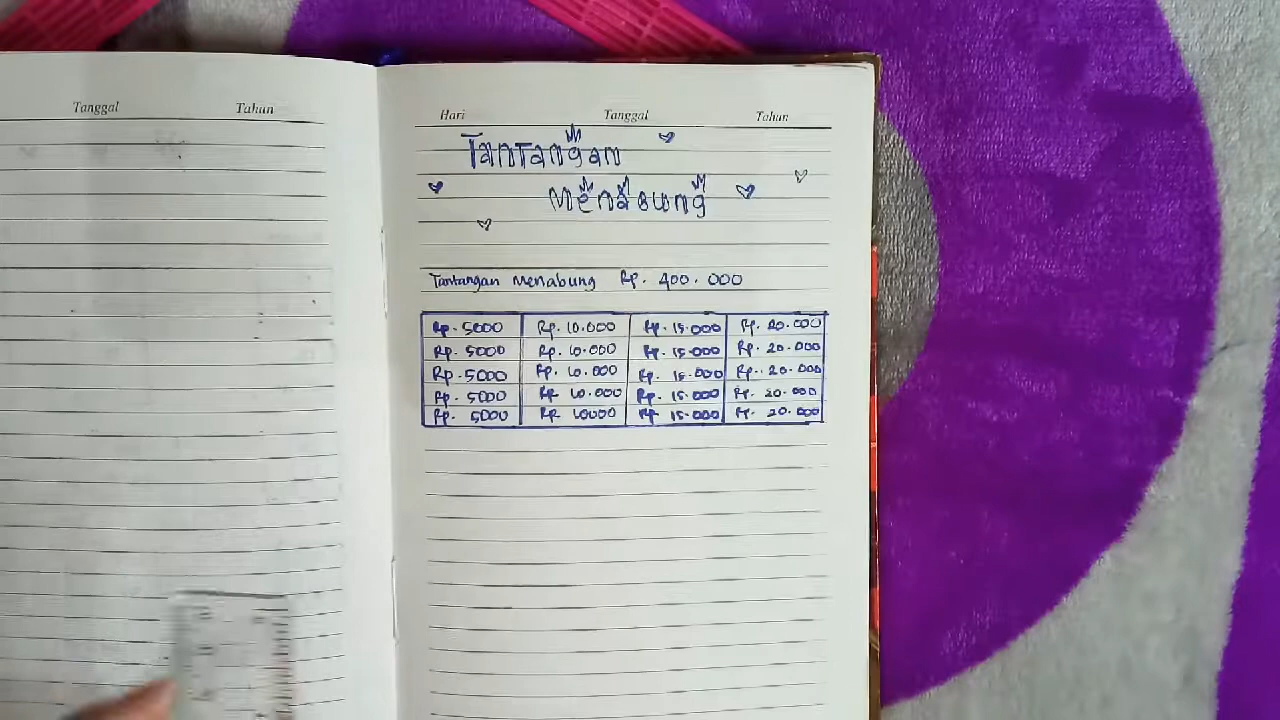 Tanggal Tahun
Hari Tanggal Tahun
Tantangan
Menabung
Tantangan Menabung Rp. 400.000
Rp. 5000 Rp. 10.000 Rp. 15.000 Rp. 20.000
Rp. 5000 Rp. 10.000 Rp. 15.000 Rp. 20.000
Rp. 5000 Rp. 10.000 Rp. 15.000 Rp. 20.000
Rp. 5000 Rp 10.000 Rp. 15.000 Rp. 20.000
Rp. 5000 Rp 10000 Rp. 15.000 Rp. 20.000